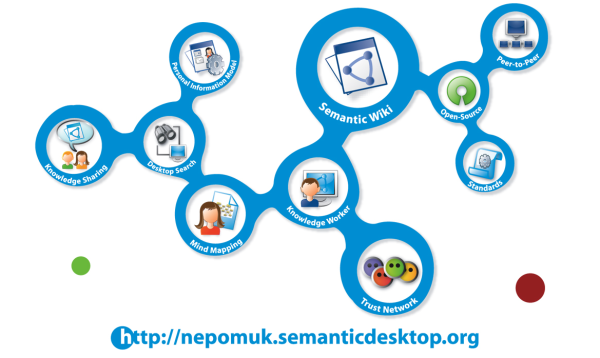 Peer-to-Peer
Personal Information Model
Semantic Wiki
Open-Source
Knowledge Sharing
Desktop Search
Standards
Knowledge Worker
Mind Mapping
Trust Network
http://nepomuk.semanticdesktop.org